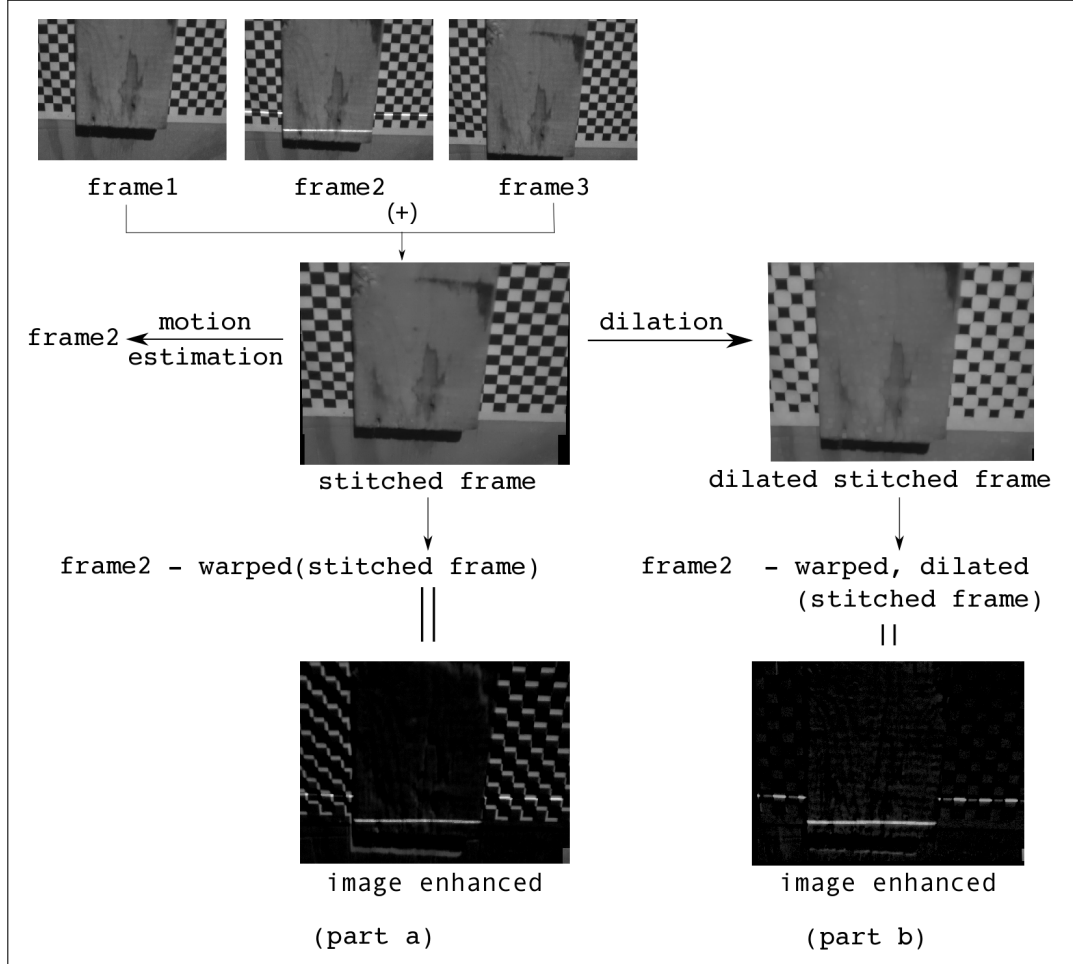 frame1
frame2
frame3
(+)
frame2
motion
estimation
dilation
stitched frame
dilated stitched frame
frame2 - warped(stitched frame)
frame2 - warped, dilated
(stitched frame)
image enhanced
image enhanced
(part a)
(part b)